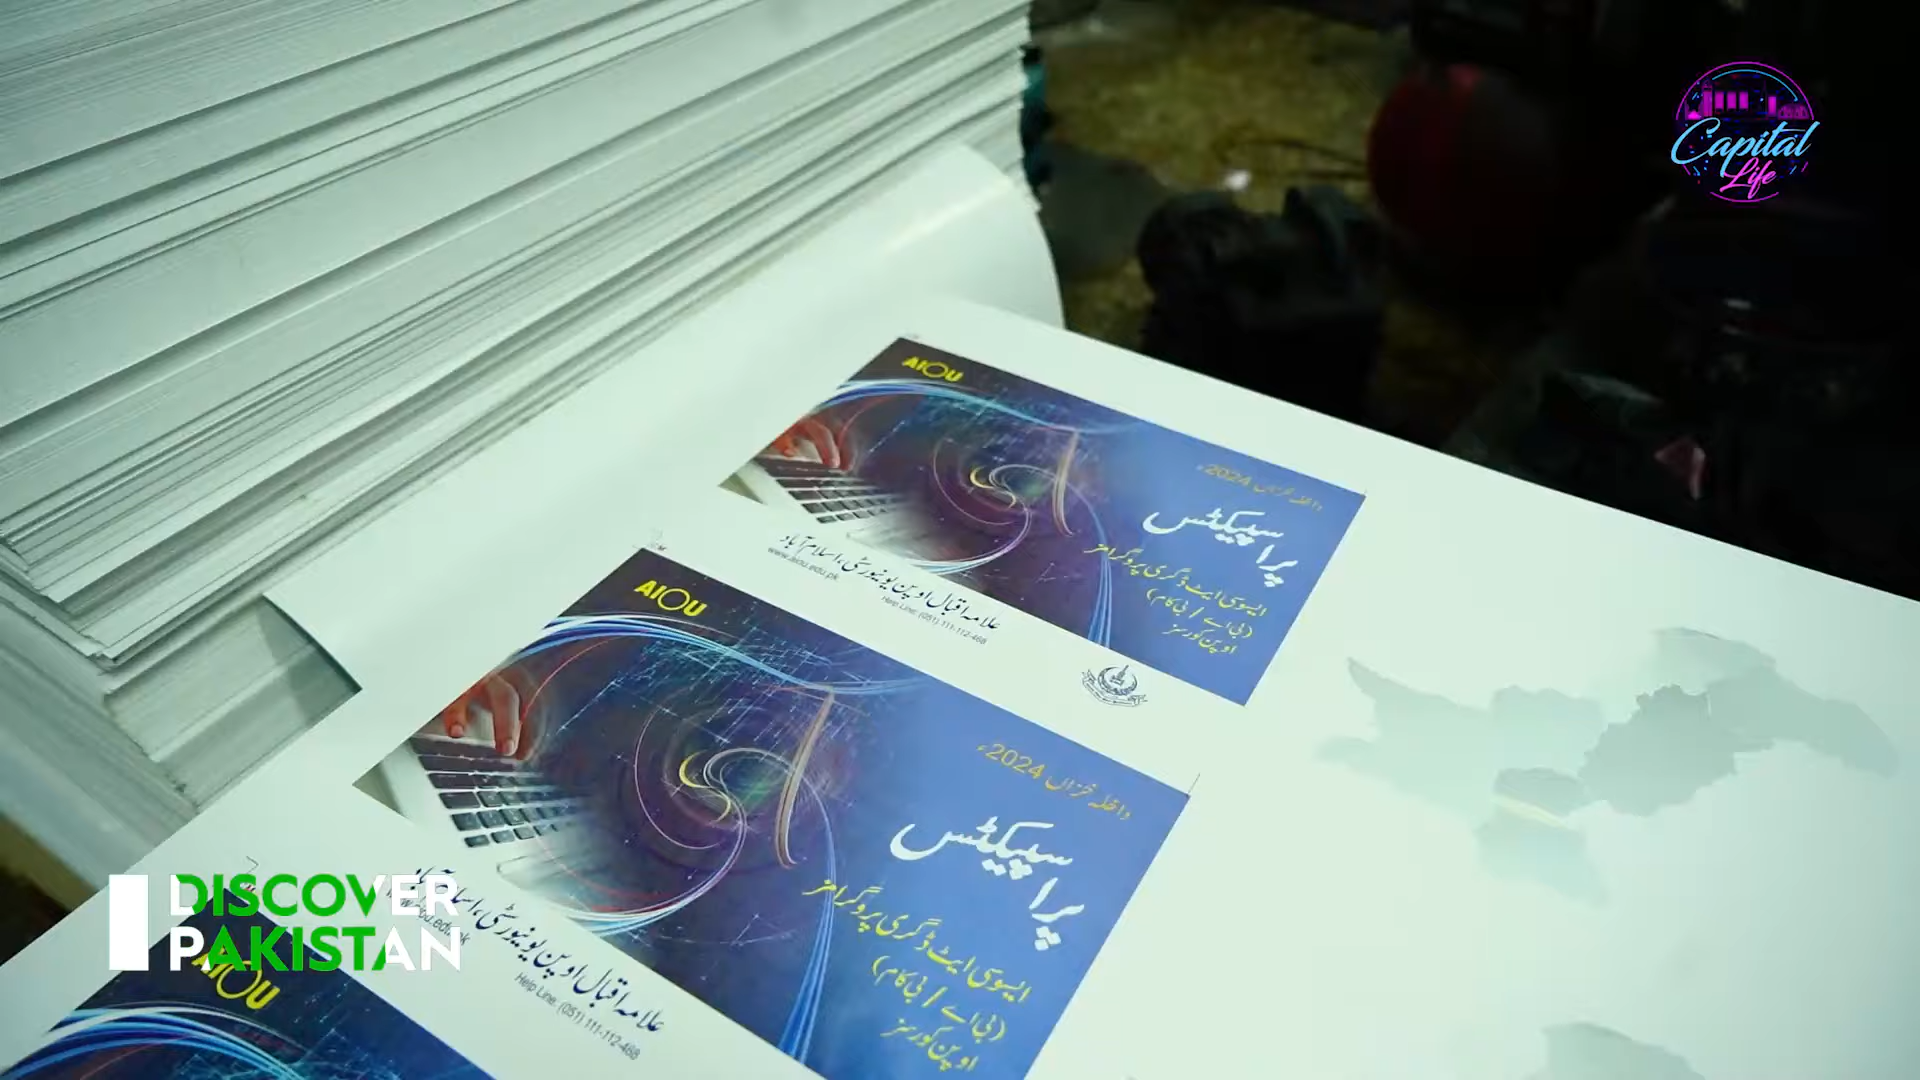 Capital
Life
AIOU
داخلہ خزاں 2024ء
پراسپیکٹس
ایسوسی ایٹ ڈگری پروگرامز
(بی اے / بی کام)
اوپن کورسز
علامہ اقبال اوپن یونیورسٹی، اسلام آباد
www.aiou.edu.pk
Help Line: (051) 111-112-468
AIOU
داخلہ خزاں 2024ء
پراسپیکٹس
ایسوسی ایٹ ڈگری پروگرامز
(بی اے / بی کام)
اوپن کورسز
علامہ اقبال اوپن یونیورسٹی، اسلام آباد
Help Line: (051) 111-112-468
AIOU
DISCOVER
PAKISTAN